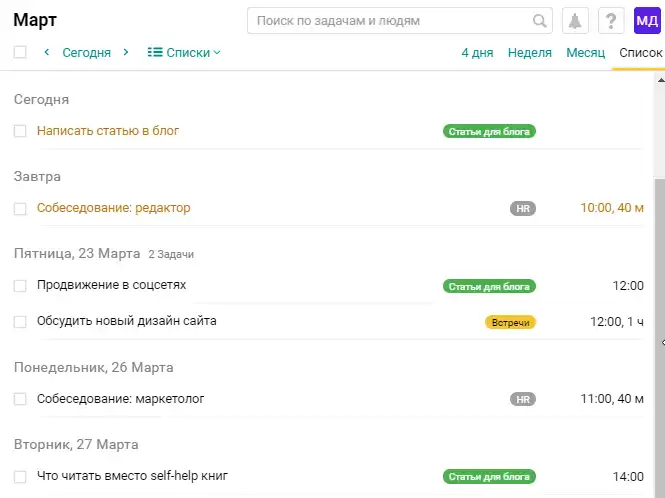 Март
Поиск по задачам и людям
?
МД
Сегодня
Списки
4 дня Неделя Месяц Список
Сегодня
Написать статью в блог Статьи для блога
Завтра
Собеседование: редактор HR 10:00, 40 м
Пятница, 23 Марта 2 Задачи
Продвижение в соцсетях Статьи для блога 12:00
Обсудить новый дизайн сайта Встречи 12:00, 1 ч
Понедельник, 26 Марта
Собеседование: маркетолог HR 11:00, 40 м
Вторник, 27 Марта
Что читать вместо self-help книг Статьи для блога 14:00